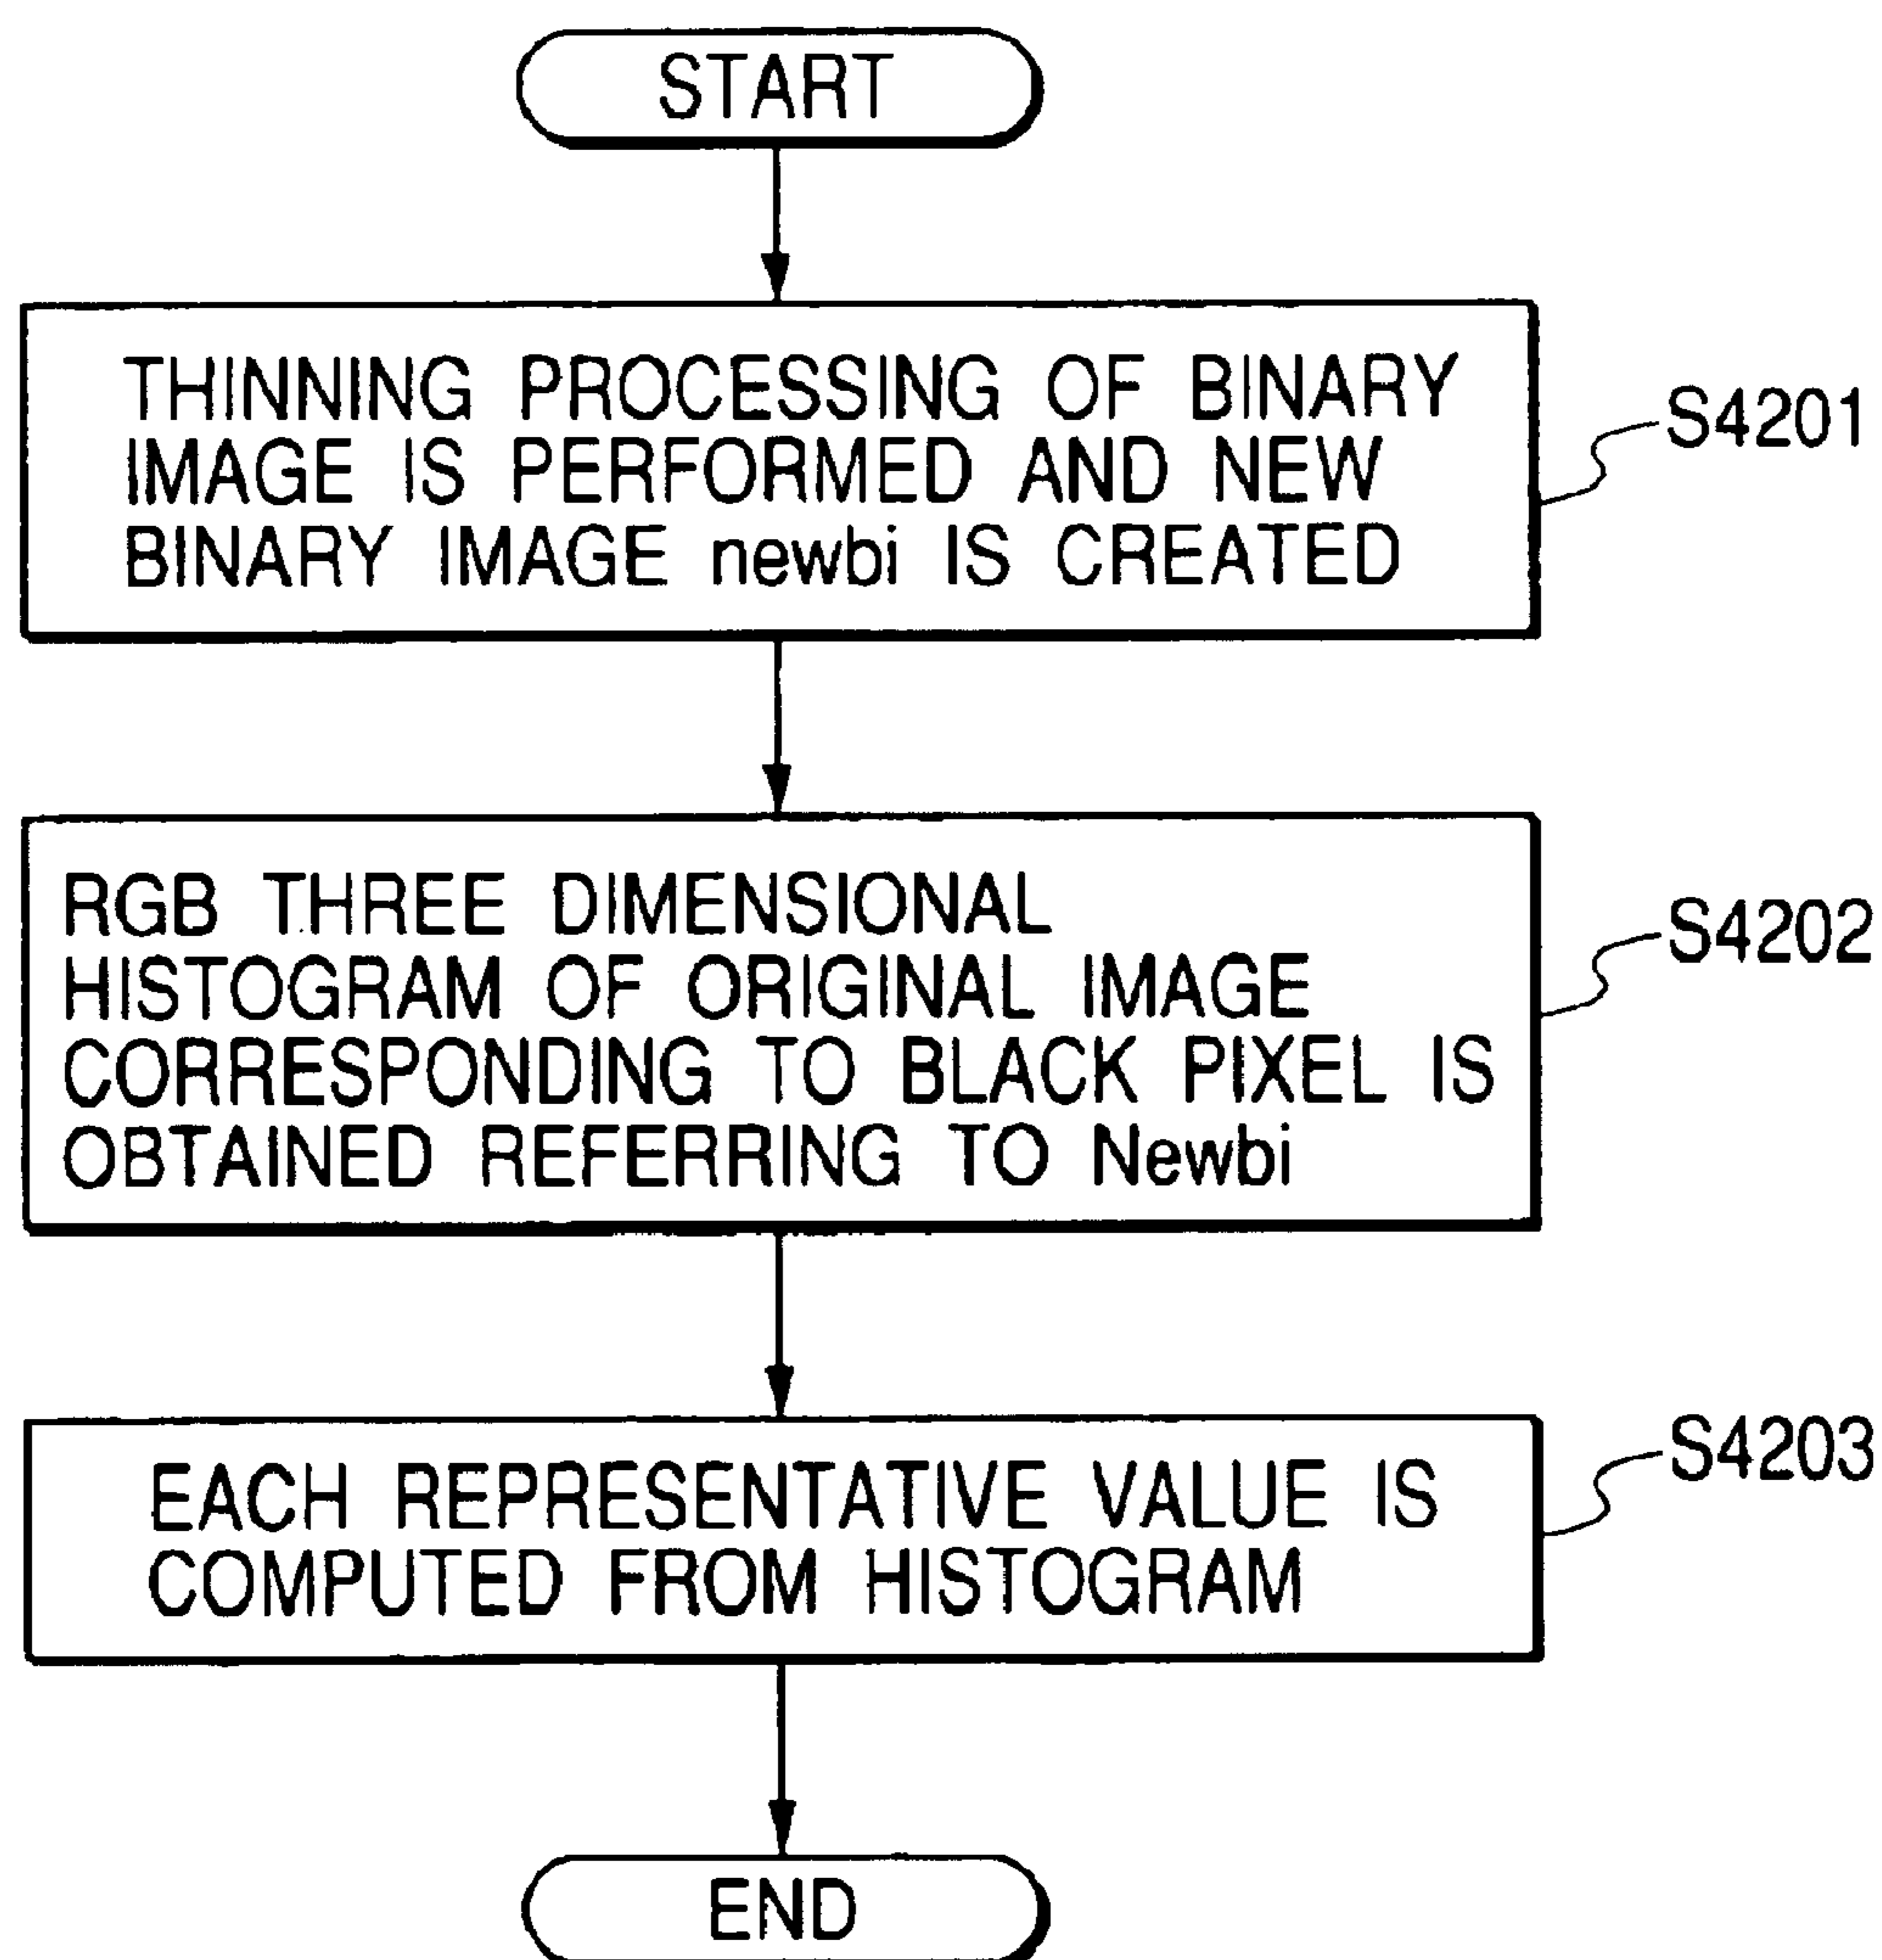 START
THINNING PROCESSING OF BINARY
IMAGE IS PERFORMED AND NEW
BINARY IMAGE newbi IS CREATED
S4201
RGB THREE DIMENSIONAL
HISTOGRAM OF ORIGINAL IMAGE
CORRESPONDING TO BLACK PIXEL IS
OBTAINED REFERRING TO Newbi
S4202
EACH REPRESENTATIVE VALUE IS
COMPUTED FROM HISTOGRAM
S4203
END